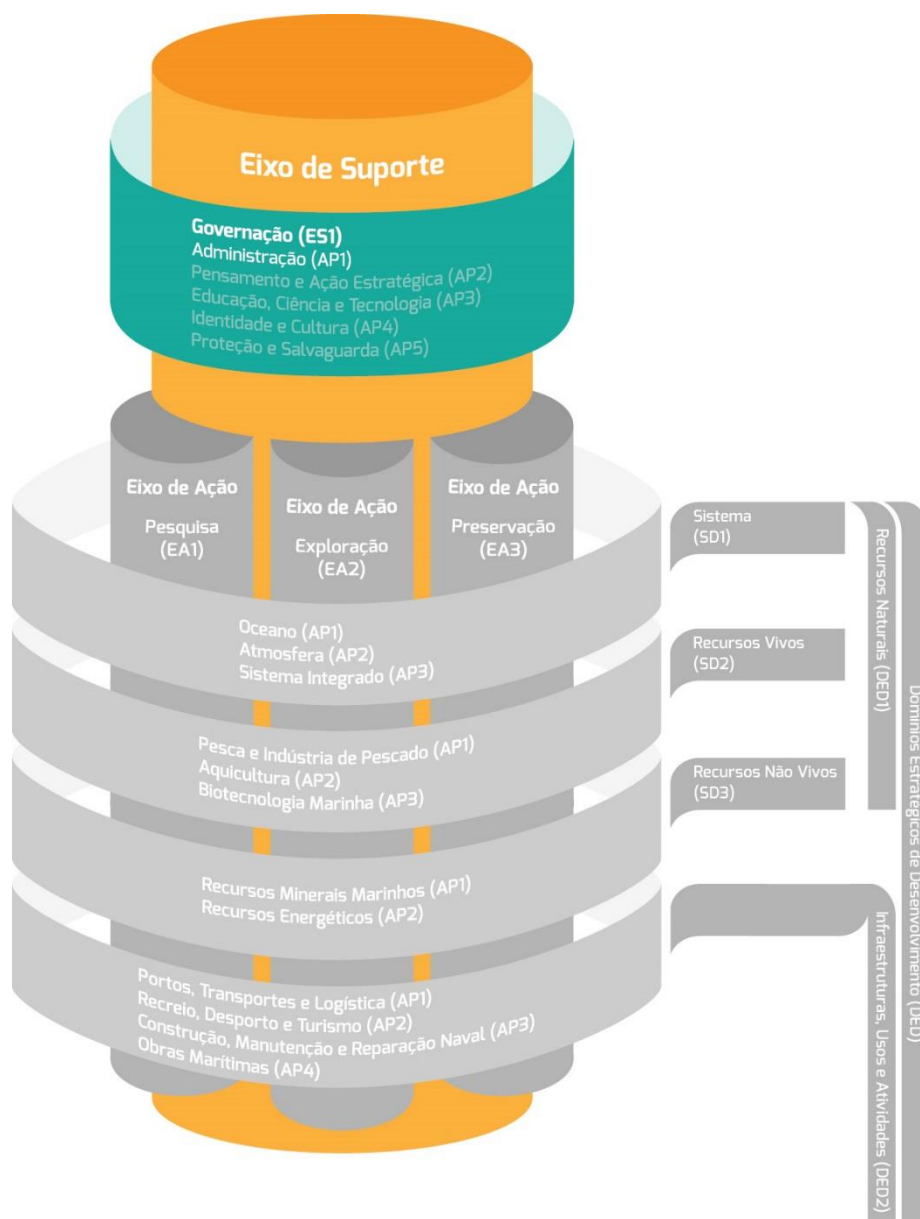 Eixo de Suporte
Governação (ES1)
Administração (AP1)
Pensamento e Ação Estratégica (AP2)
Educação, Ciência e Tecnologia (AP3)
Identidade e Cultura (AP4)
Proteção e Salvaguarda (AP5)
Eixo de Ação
Pesquisa
(EA1)
Eixo de Ação
Exploração
(EA2)
Eixo de Ação
Preservação
(EA3)
Oceano (AP1)
Atmosfera (AP2)
Sistema Integrado (AP3)
Pesca e Indústria de Pescado (AP1)
Aquicultura (AP2)
Biotecnologia Marinha (AP3)
Recursos Minerais Marinhos (AP1)
Recursos Energéticos (AP2)
Portos, Transportes e Logística (AP1)
Recreio, Desporto e Turismo (AP2)
Construção, Manutenção e Reparação Naval (AP3)
Obras Marítimas (AP4)
Sistema
(SD1)
Recursos Vivos
(SD2)
Recursos Não Vivos
(SD3)
Recursos Naturais (DED1)
Infraestruturas, Usos e Atividades (DED2)
Domínios Estratégicos de Desenvolvimento (DED)